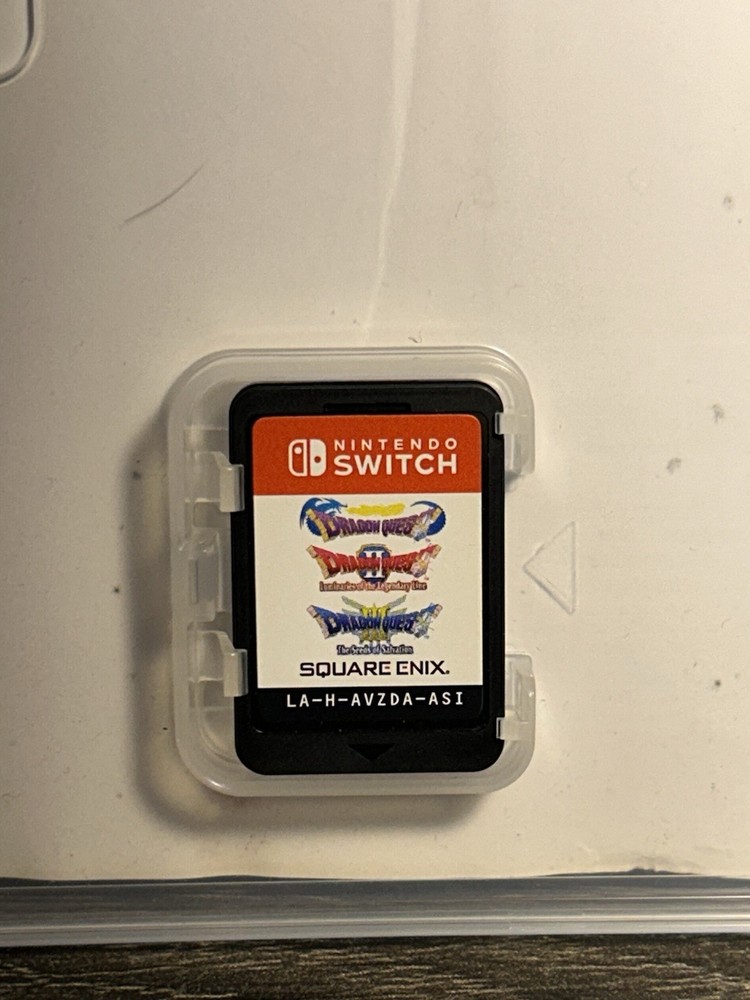 NINTENDO
SWITCH
DRAGON QUEST
DRAGON QUEST
II
Luminaries of the Legendary Line
DRAGON QUEST
III
The Seeds of Salvation
SQUARE ENIX.
LA-H-AVZDA-ASI